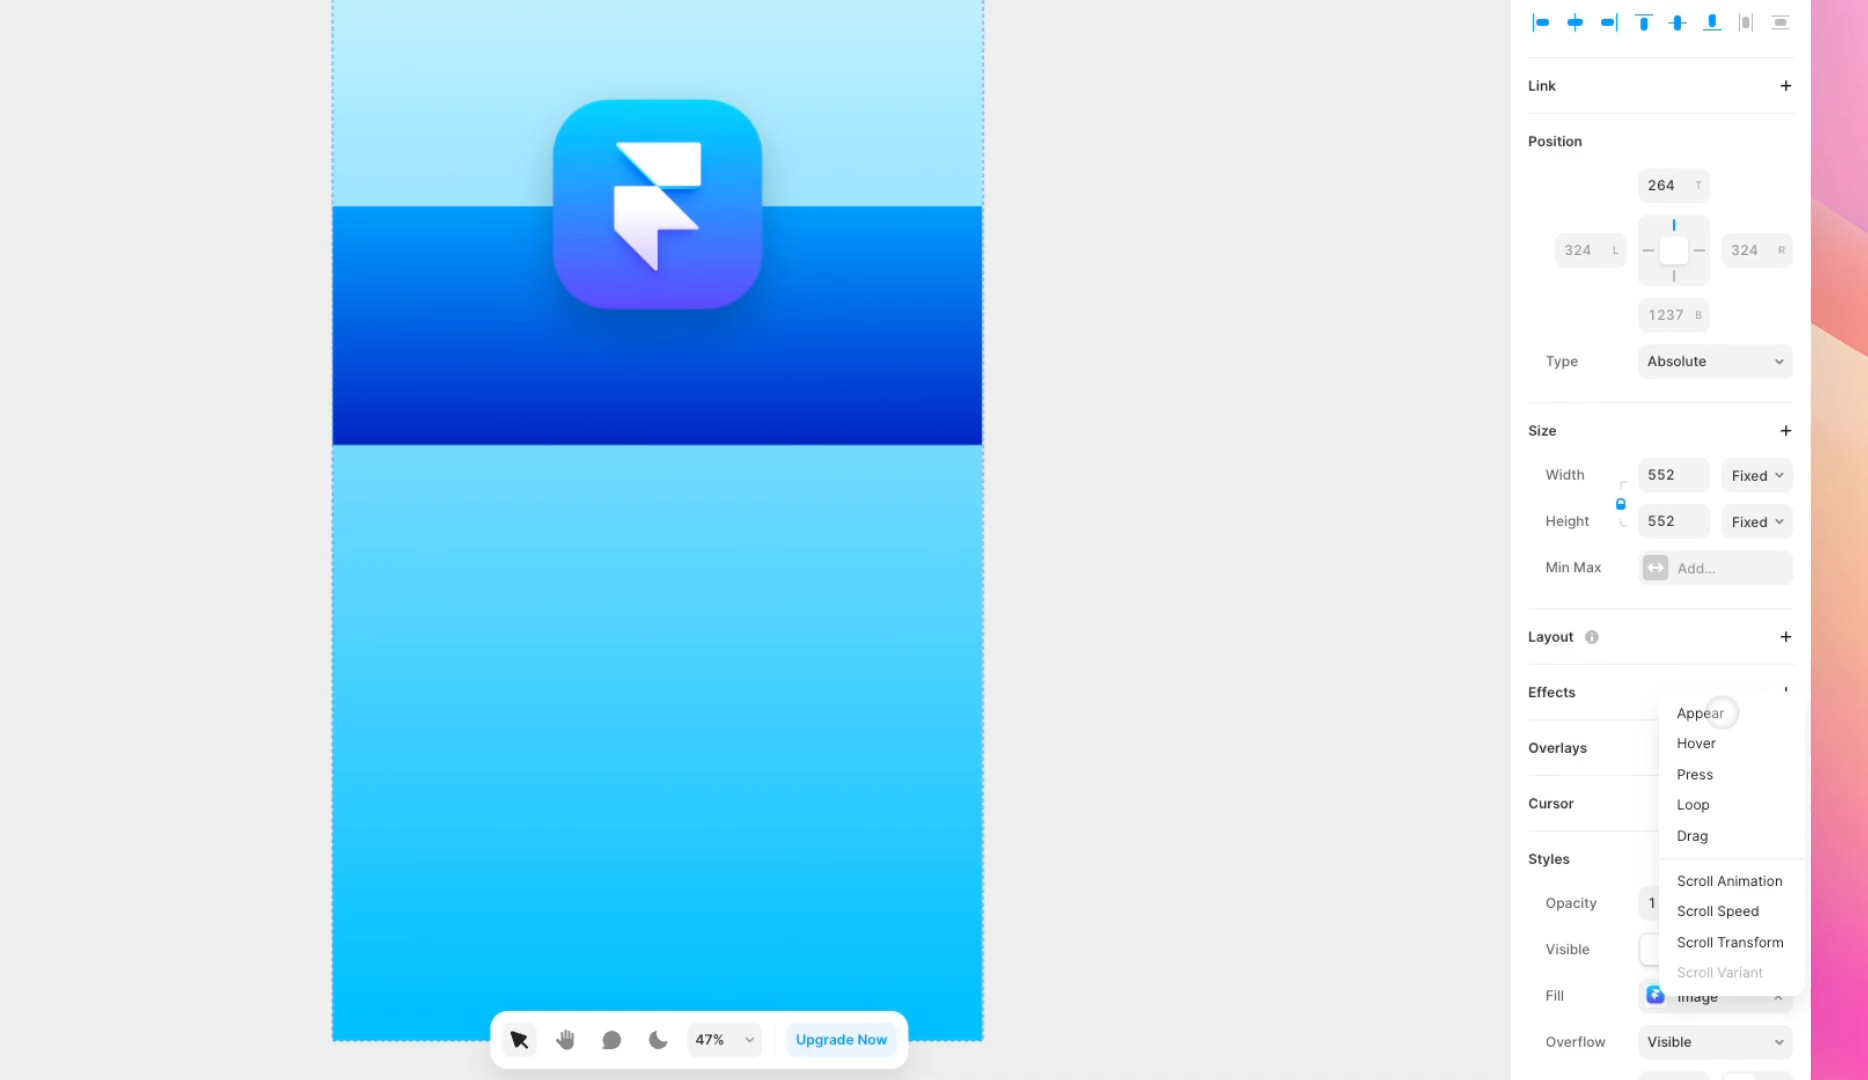 Link
Position
264 T
324 L
324 R
1237 B
Type
Absolute
Size
Width
552
Fixed
Height
552
Fixed
Min Max
Add...
Layout
Effects
Appear
Hover
Overlays
Press
Cursor
Loop
Drag
Styles
Scroll Animation
Opacity
1
Scroll Speed
Visible
Scroll Transform
Scroll Variant
Fill
Image
Overflow
Visible
47%
Upgrade Now